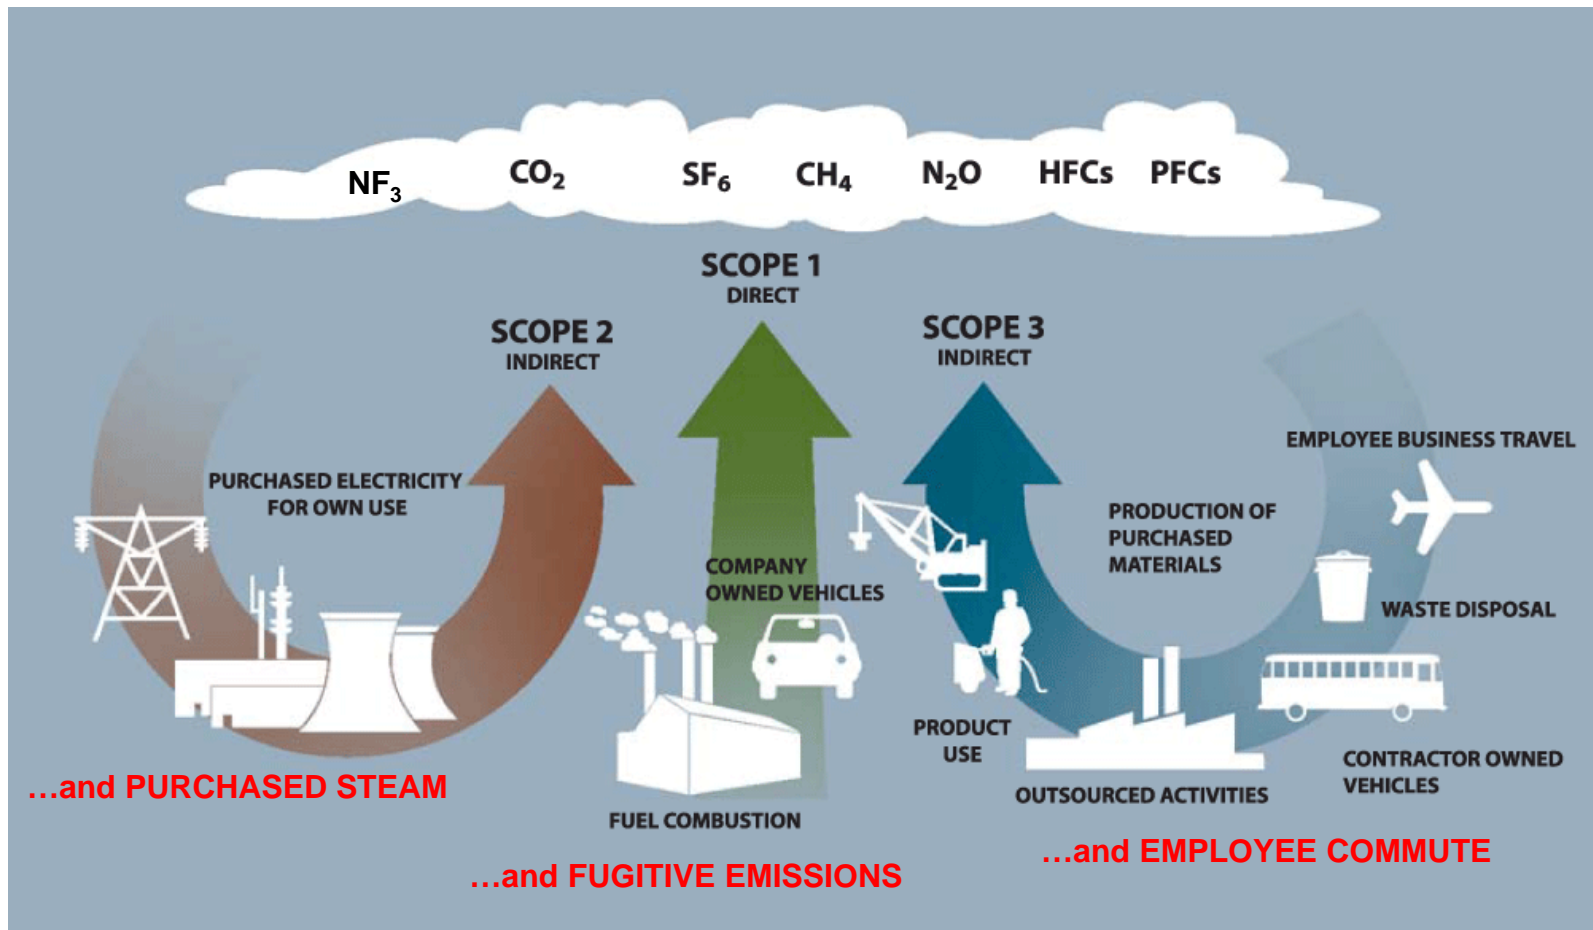 NF₃ CO₂ SF₆ CH₄ N₂O HFCs PFCs
SCOPE 1
DIRECT
SCOPE 2
INDIRECT
SCOPE 3
INDIRECT
PURCHASED ELECTRICITY
FOR OWN USE
COMPANY
OWNED VEHICLES
EMPLOYEE BUSINESS TRAVEL
PRODUCTION OF
PURCHASED
MATERIALS
WASTE DISPOSAL
PRODUCT
USE
CONTRACTOR OWNED
VEHICLES
OUTSOURCED ACTIVITIES
FUEL COMBUSTION
…and PURCHASED STEAM
…and FUGITIVE EMISSIONS
…and EMPLOYEE COMMUTE